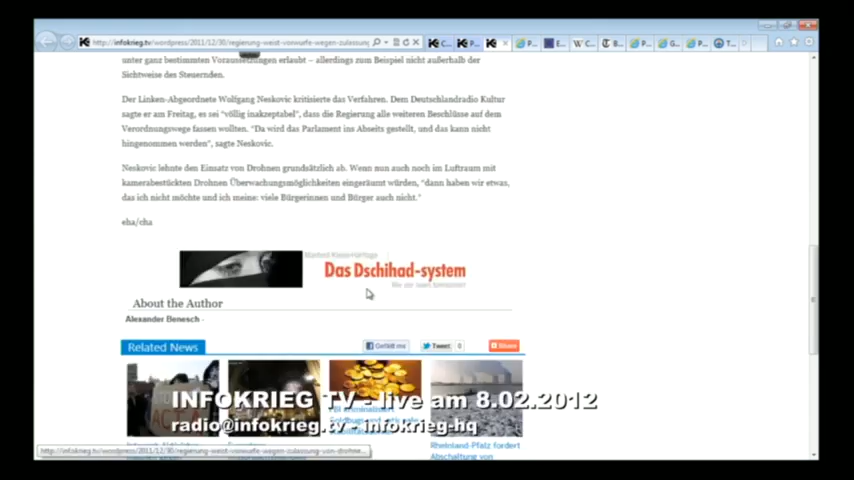 http://infokrieg.tv/wordpress/2011/12/30/regierung-weist-vorwurfe-wegen-zulassung
unter ganz bestimmten Voraussetzungen erlaubt – allerdings zum Beispiel nicht außerhalb der
Sichtweise des Steuernden.
Der Linken-Abgeordnete Wolfgang Neskovic kritisierte das Verfahren. Dem Deutschlandradio Kultur
sagte er am Freitag, es sei "völlig inakzeptabel", dass die Regierung alle weiteren Beschlüsse auf dem
Verordnungswege fassen wollten. "Da wird das Parlament ins Abseits gestellt, und das kann nicht
hingenommen werden", sagte Neskovic.
Neskovic lehnte den Einsatz von Drohnen grundsätzlich ab. Wenn nun auch noch im Luftraum mit
kamerabestückten Drohnen Überwachungsmöglichkeiten eingeräumt würden, "dann haben wir etwas,
das ich nicht möchte und ich meine: viele Bürgerinnen und Bürger auch nicht."
eha/cha
Das Dschihad-system
About the Author
Alexander Benesch -
Related News
Gefällt mir
Tweet
0
INFOKRIEG TV - live am 8.02.2012
radio@infokrieg.tv - infokrieg-hq
Rheinland-Pfalz fordert
Abschaltung von